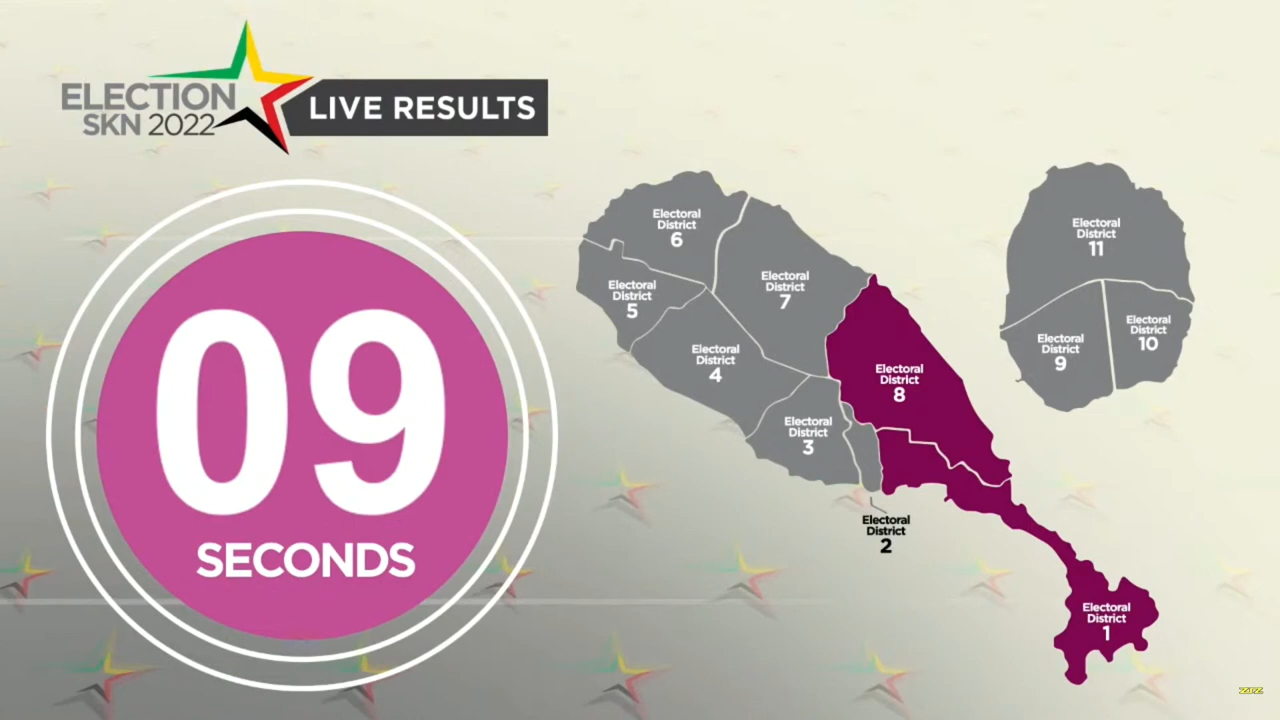 ELECTION
SKN 2022
LIVE RESULTS
09
SECONDS
Electoral
District
6
Electoral
District
5
Electoral
District
7
Electoral
District
4
Electoral
District
3
Electoral
District
8
Electoral
District
2
Electoral
District
1
Electoral
District
11
Electoral
District
9
Electoral
District
10
ZIZ